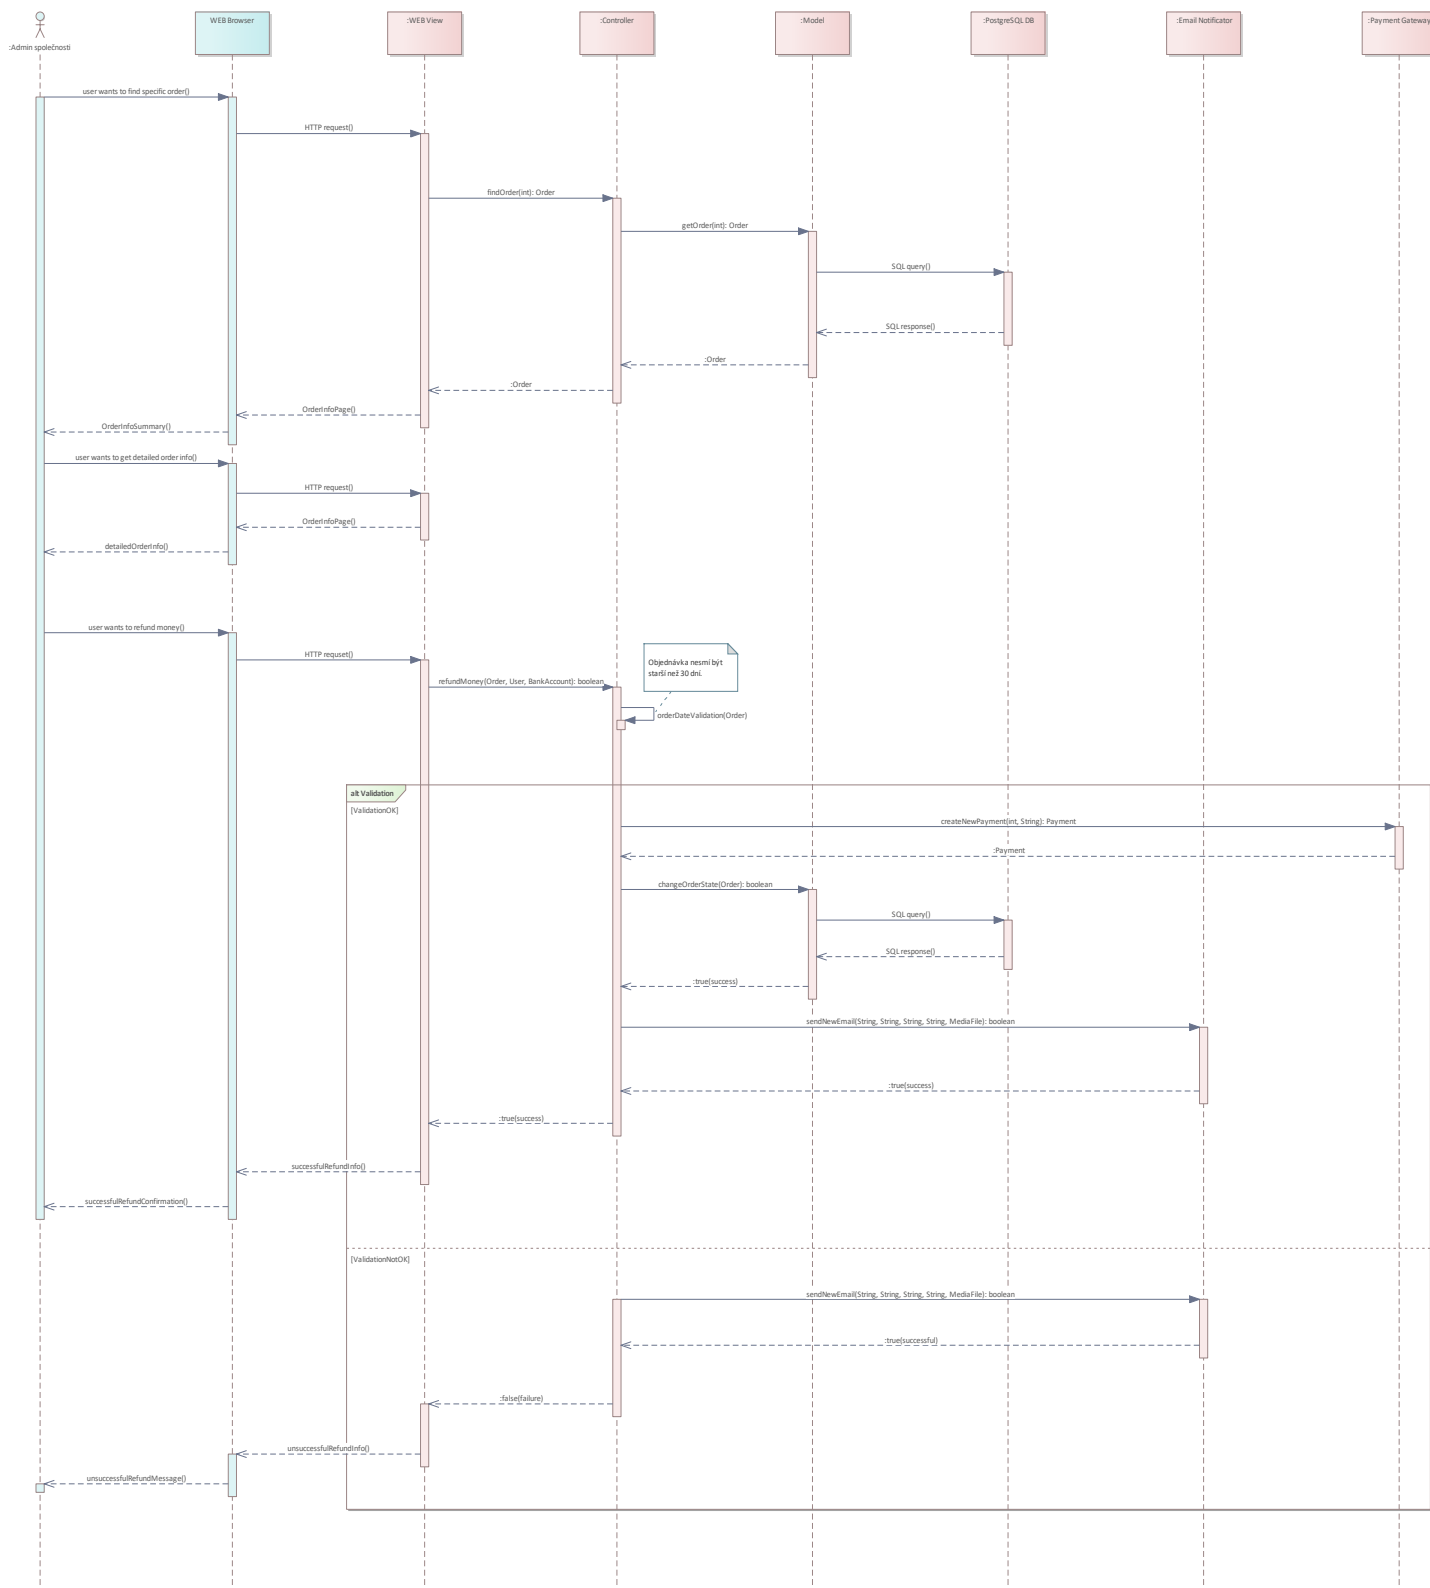 :Admin společnosti
WEB Browser
:WEB View
:Controller
:Model
:PostgreSQL DB
:Email Notificator
:Payment Gateway
user wants to find specific order()
HTTP request()
findOrder(int): Order
getOrder(int): Order
SQL query()
SQL response()
:Order
:Order
OrderInfoPage()
OrderInfoSummary()
user wants to get detailed order info()
HTTP request()
OrderInfoPage()
detailedOrderInfo()
user wants to refund money()
HTTP requset()
Objednávka nesmí být
starší než 30 dní.
refundMoney(Order, User, BankAccount): boolean
orderDateValidation(Order)
alt Validation
[ValidationOK]
createNewPayment(int, String): Payment
:Payment
changeOrderState(Order): boolean
SQL query()
SQL response()
:true(success)
sendNewEmail(String, String, String, String, MediaFile): boolean
:true(success)
:true(success)
successfulRefundInfo()
successfulRefundConfirmation()
[ValidationNotOK]
sendNewEmail(String, String, String, String, MediaFile): boolean
:true(successful)
:false(failure)
unsuccessfulRefundInfo()
unsuccessfulRefundMessage()